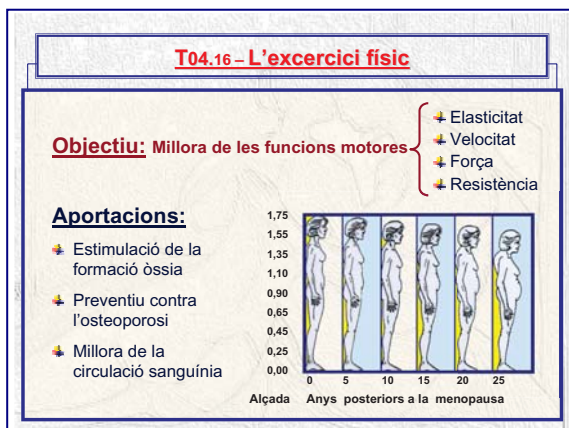 T04.16 – L'excercici físic
Objectiu: Millora de les funcions motores
Elasticitat
Velocitat
Força
Resistència
Aportacions:
Estimulació de la
formació òssia
Preventiu contra
l'osteoporosi
Millora de la
circulació sanguínia
1,75
1,55
1,35
1,10
0,90
0,65
0,45
0,25
0,00
0 5 10 15 20 25
Alçada Anys posteriors a la menopausa